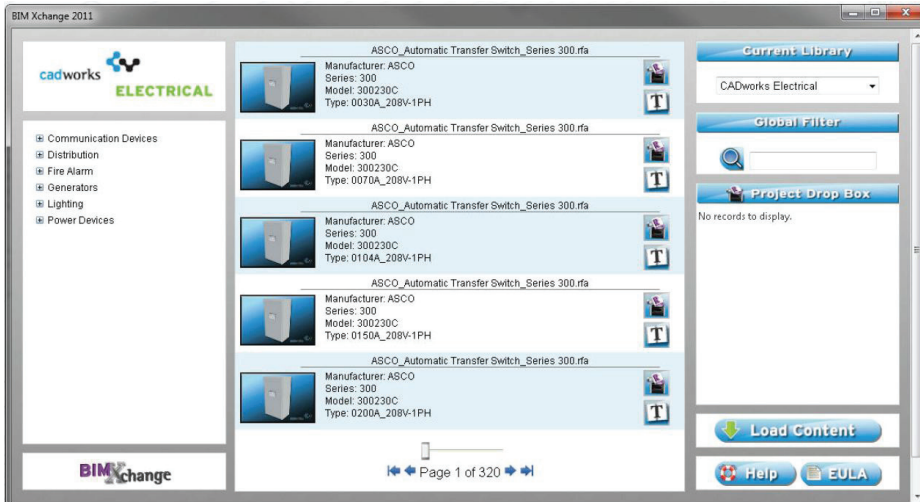 BIM Xchange 2011
cadworks
ELECTRICAL
Communication Devices
Distribution
Fire Alarm
Generators
Lighting
Power Devices
BIMXchange
ASCO_Automatic Transfer Switch_Series 300.rfa
Manufacturer: ASCO
Series: 300
Model: 300230C
Type: 0030A_208V-1PH
T
ASCO_Automatic Transfer Switch_Series 300.rfa
Manufacturer: ASCO
Series: 300
Model: 300230C
Type: 0070A_208V-1PH
T
ASCO_Automatic Transfer Switch_Series 300.rfa
Manufacturer: ASCO
Series: 300
Model: 300230C
Type: 0104A_208V-1PH
T
ASCO_Automatic Transfer Switch_Series 300.rfa
Manufacturer: ASCO
Series: 300
Model: 300230C
Type: 0150A_208V-1PH
T
ASCO_Automatic Transfer Switch_Series 300.rfa
Manufacturer: ASCO
Series: 300
Model: 300230C
Type: 0200A_208V-1PH
T
Page 1 of 320
Current Library
CADworks Electrical
Global Filter
Project Drop Box
No records to display.
Load Content
Help
EULA